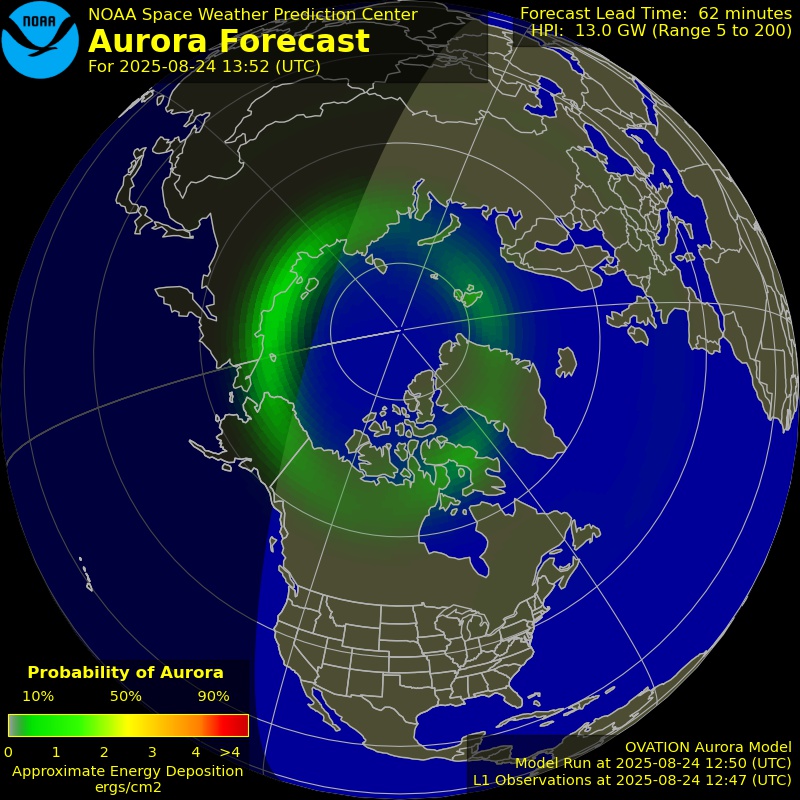 NOAA
NOAA Space Weather Prediction Center
Aurora Forecast
For 2025-08-24 13:52 (UTC)
Forecast Lead Time: 62 minutes
HPI: 13.0 GW (Range 5 to 200)
Probability of Aurora
10% 50% 90%
0 1 2 3 4 >4
Approximate Energy Deposition
ergs/cm2
OVATION Aurora Model
Model Run at 2025-08-24 12:50 (UTC)
L1 Observations at 2025-08-24 12:47 (UTC)